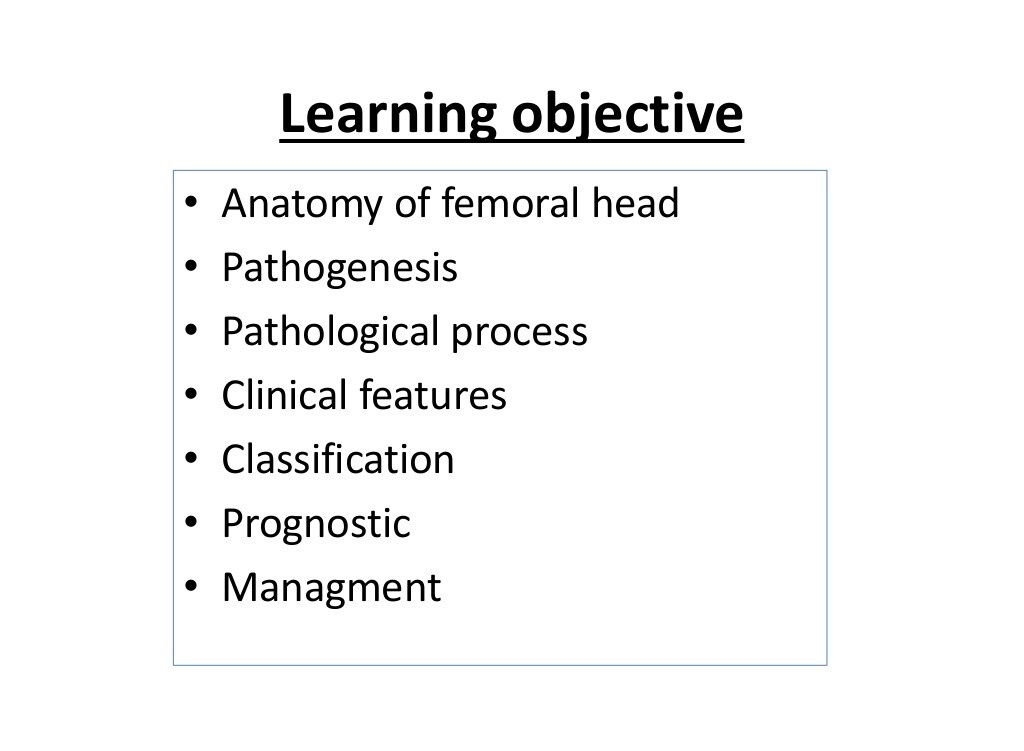 Learning objective
• Anatomy of femoral head
• Pathogenesis
• Pathological process
• Clinical features
• Classification
• Prognostic
• Managment